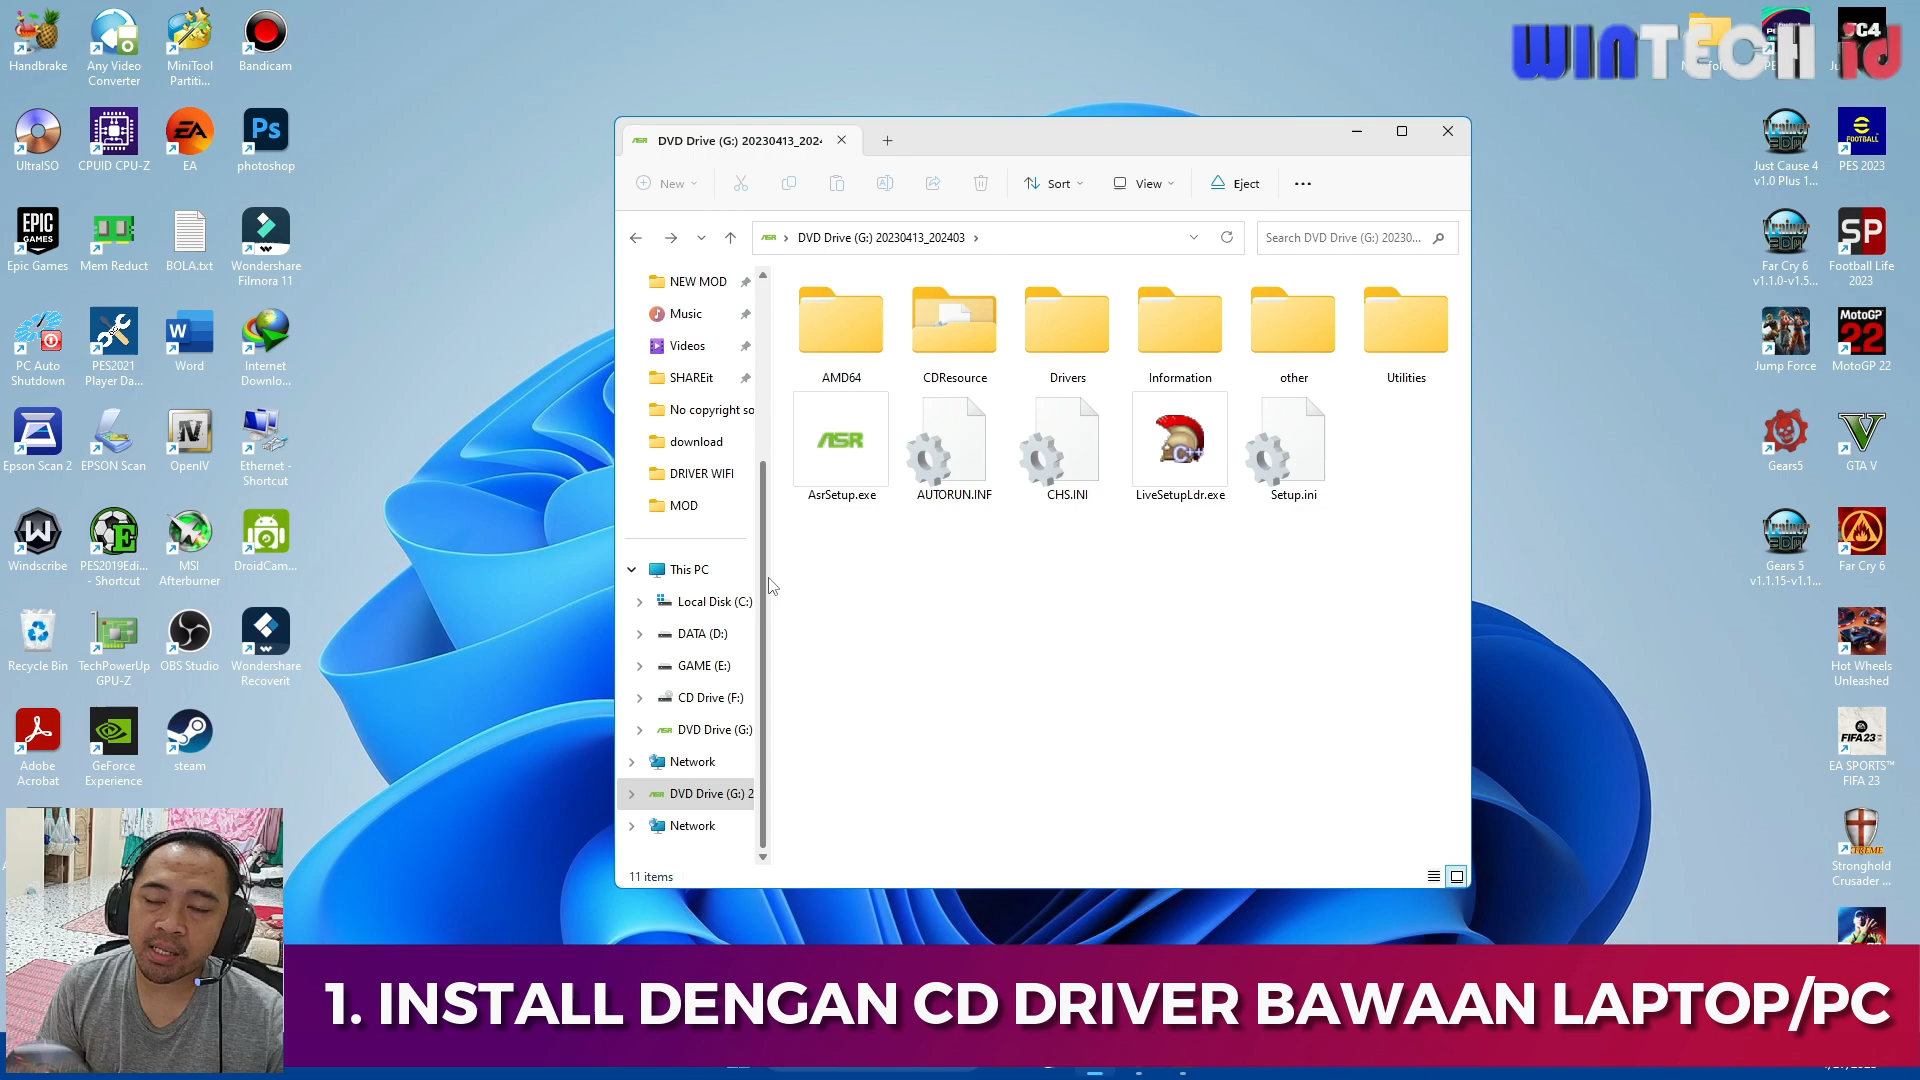 Handbrake
Any Video
Converter
MiniTool
Partiti...
Bandicam
UltraISO
CPUID CPU-Z
EA
photoshop
Epic Games
Mem Reduct
BOLA.txt
Wondershare
Filmora 11
PC Auto
Shutdown
PES2021
Player Da...
Word
Internet
Downlo...
Epson Scan 2
EPSON Scan
OpenIV
Ethernet -
Shortcut
Windscribe
PES2019Edi...
- Shortcut
MSI
Afterburner
DroidCam...
Recycle Bin
TechPowerUp
GPU-Z
OBS Studio
Wondershare
Recoverit
Adobe
Acrobat
GeForce
Experience
steam
DVD Drive (G:) 20230413_202
New
Sort
View
Eject
DVD Drive (G:) 20230413_202403
Search DVD Drive (G:) 20230...
NEW MOD
Music
Videos
SHAREit
No copyright so
download
DRIVER WIFI
MOD
This PC
Local Disk (C:)
DATA (D:)
GAME (E:)
CD Drive (F:)
DVD Drive (G:)
Network
DVD Drive (G:) 2
Network
AMD64
CDResource
Drivers
Information
other
Utilities
AsrSetup.exe
AUTORUN.INF
CHS.INI
LiveSetupLdr.exe
Setup.ini
11 items
WINTECH id
Just Cause 4
v1.0 Plus 1...
PES 2023
Far Cry 6
v1.1.0-v1.5...
Football Life
2023
Jump Force
MotoGP 22
Gears5
GTA V
Gears 5
v1.1.15-v1.1...
Far Cry 6
Hot Wheels
Unleashed
EA SPORTS™
FIFA 23
Stronghold
Crusader ...
1. INSTALL DENGAN CD DRIVER BAWAAN LAPTOP/PC